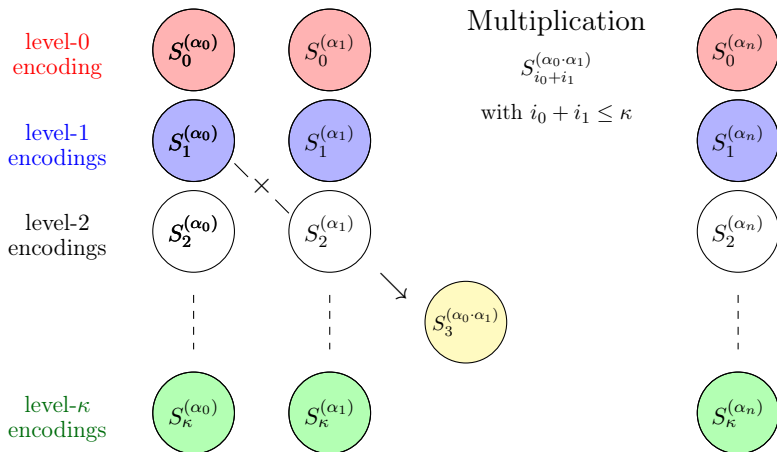 level-0
encoding
S_0^{(α_0)}
S_0^{(α_1)}
Multiplication
S_{i_0+i_1}^{(α_0·α_1)}
with i_0 + i_1 ≤ κ
S_0^{(α_n)}
level-1
encodings
S_1^{(α_0)}
S_1^{(α_1)}
S_1^{(α_n)}
×
level-2
encodings
S_2^{(α_0)}
S_2^{(α_1)}
S_2^{(α_n)}
S_3^{(α_0·α_1)}
level-κ
encodings
S_κ^{(α_0)}
S_κ^{(α_1)}
S_κ^{(α_n)}